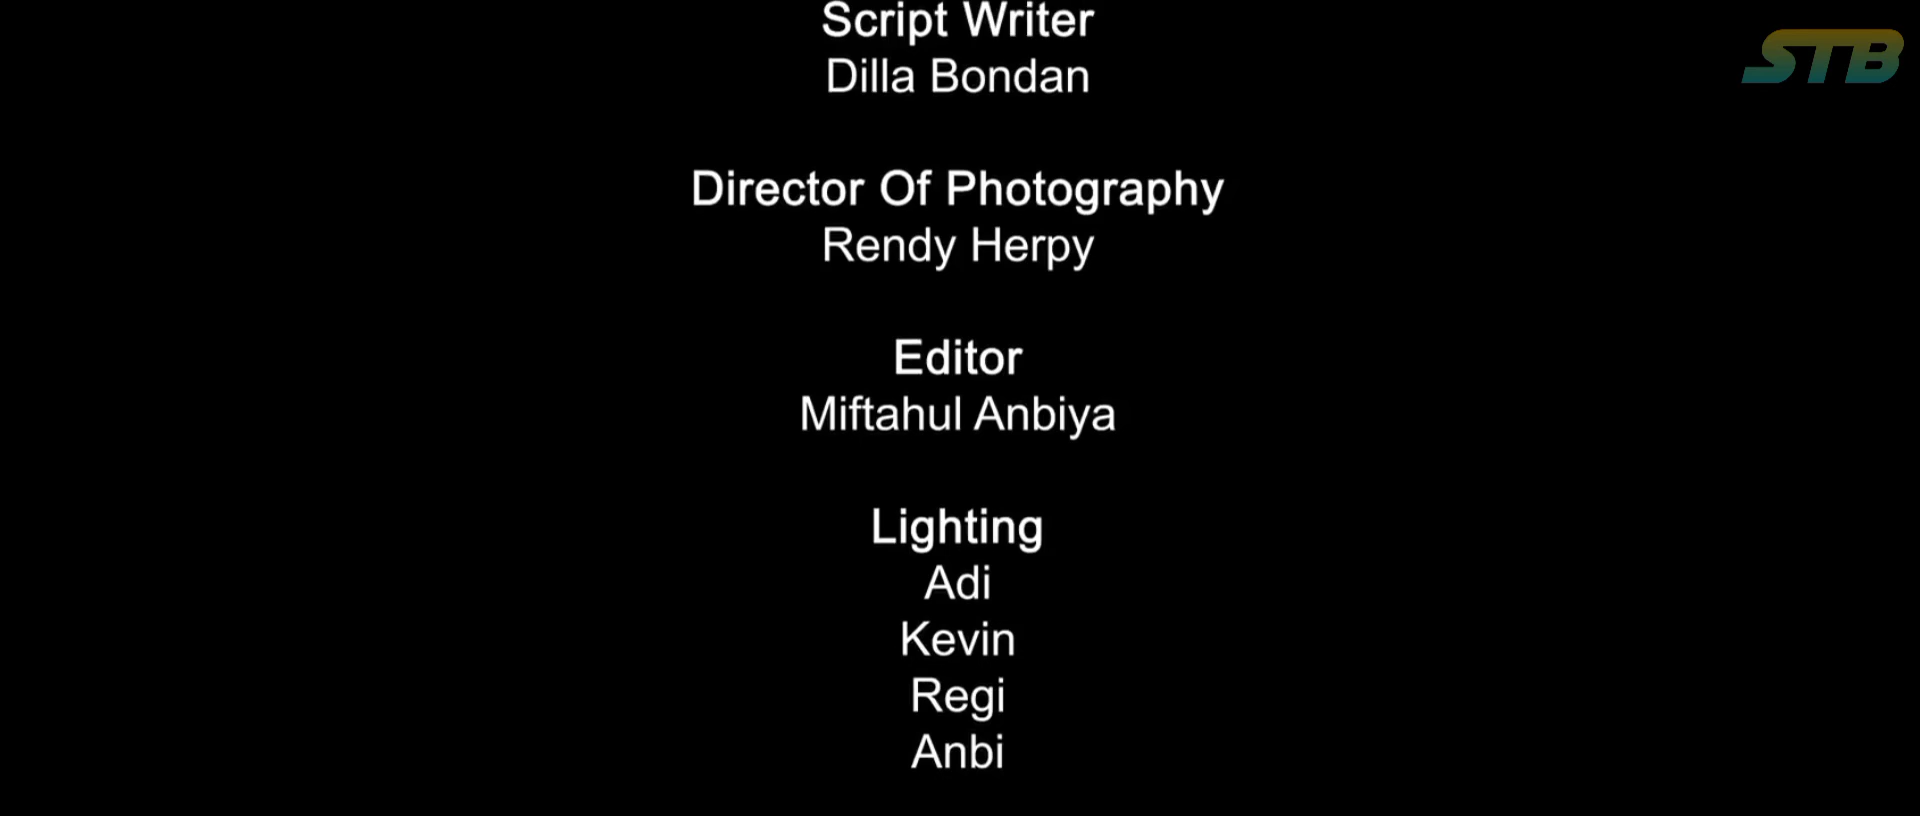 Script Writer
Dilla Bondan
STB
Director Of Photography
Rendy Herpy
Editor
Miftahul Anbiya
Lighting
Adi
Kevin
Regi
Anbi